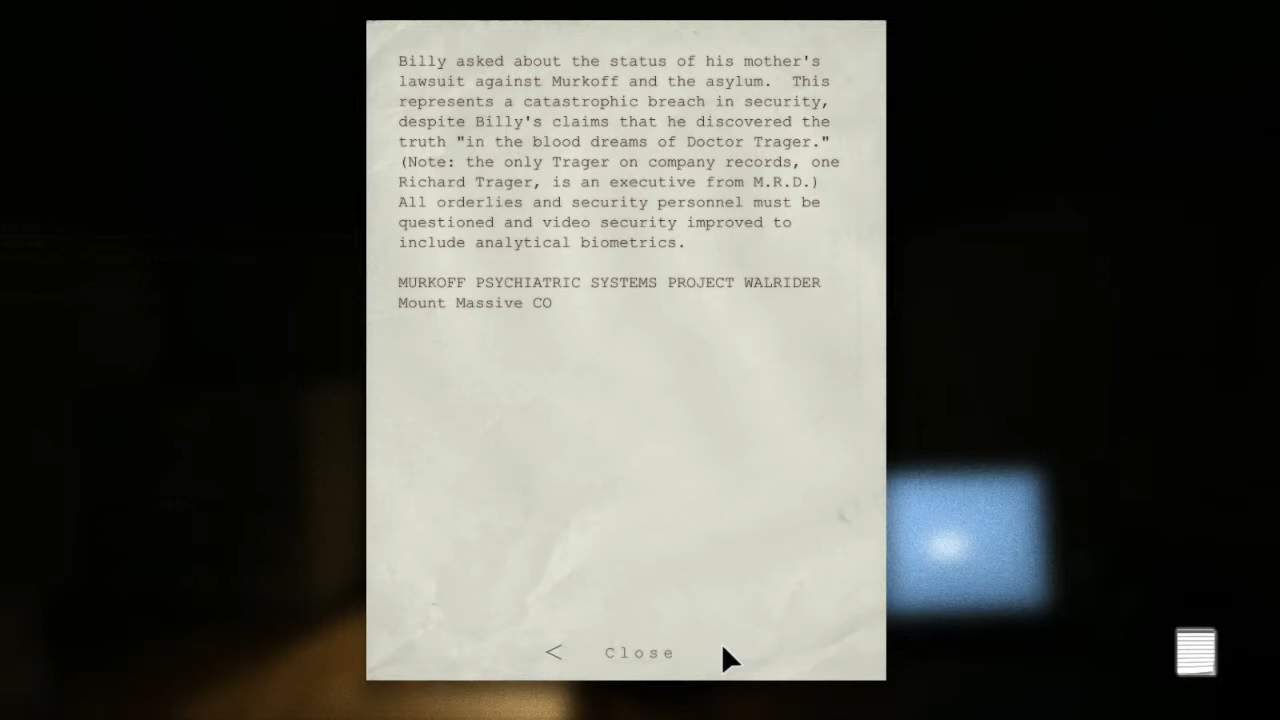 Billy asked about the status of his mother's
lawsuit against Murkoff and the asylum.  This
represents a catastrophic breach in security,
despite Billy's claims that he discovered the
truth "in the blood dreams of Doctor Trager."
(Note: the only Trager on company records, one
Richard Trager, is an executive from M.R.D.)
All orderlies and security personnel must be
questioned and video security improved to
include analytical biometrics.

MURKOFF PSYCHIATRIC SYSTEMS PROJECT WALRIDER
Mount Massive CO
< Close